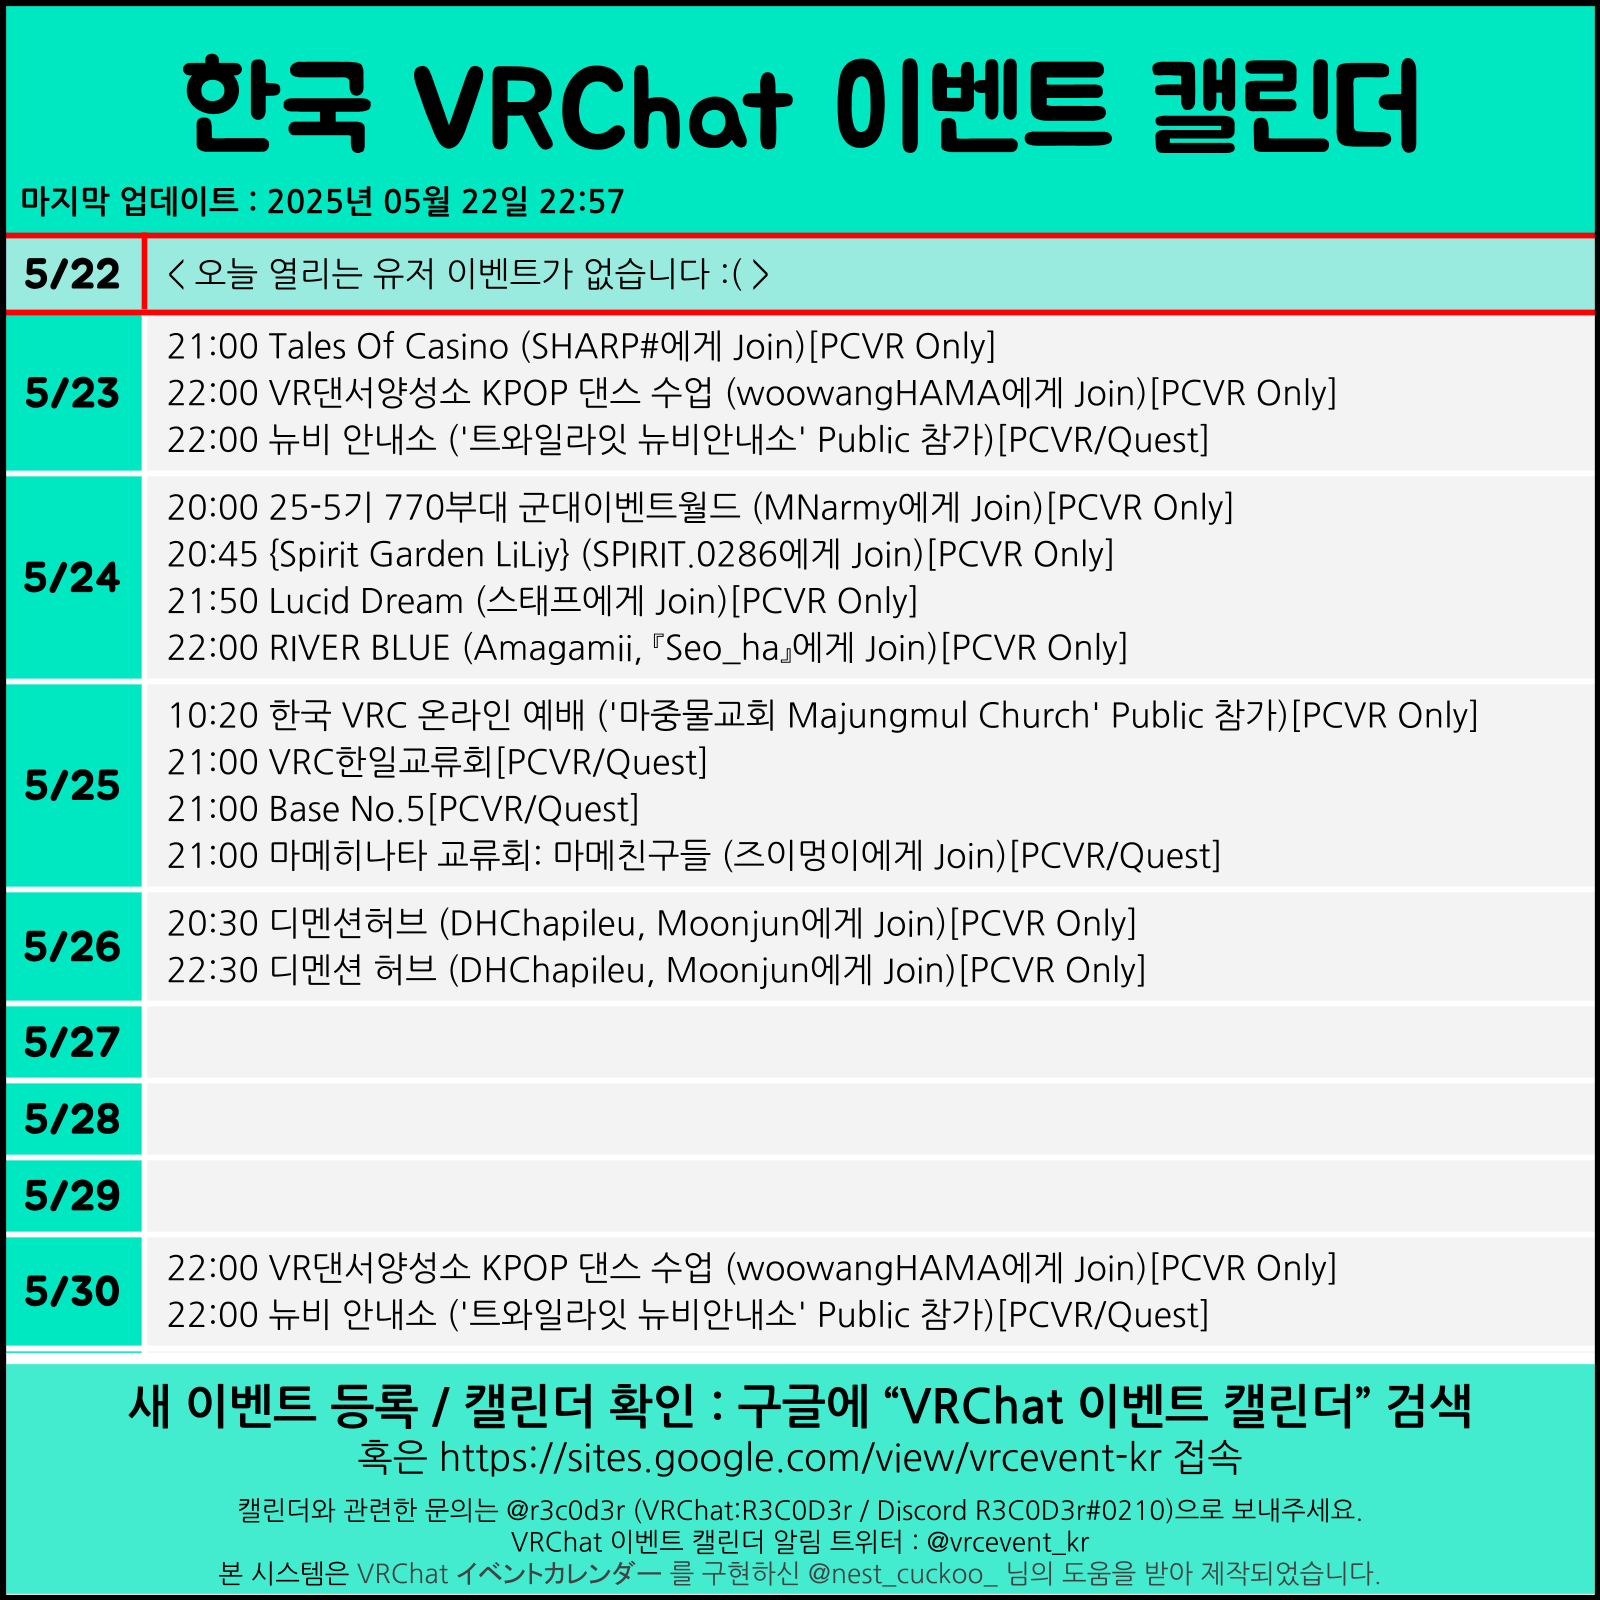 한국 VRChat 이벤트 캘린더
마지막 업데이트 : 2025년 05월 22일 22:57
5/22
< 오늘 열리는 유저 이벤트가 없습니다 :( >
5/23
21:00 Tales Of Casino (SHARP#에게 Join)[PCVR Only]
22:00 VR댄서양성소 KPOP 댄스 수업 (woowangHAMA에게 Join)[PCVR Only]
22:00 뉴비 안내소 ('트와일라잇 뉴비안내소' Public 참가)[PCVR/Quest]
5/24
20:00 25-5기 770부대 군대이벤트월드 (MNarmy에게 Join)[PCVR Only]
20:45 {Spirit Garden LiLiy} (SPIRIT.0286에게 Join)[PCVR Only]
21:50 Lucid Dream (스태프에게 Join)[PCVR Only]
22:00 RIVER BLUE (Amagamii,『Seo_ha』에게 Join)[PCVR Only]
5/25
10:20 한국 VRC 온라인 예배 ('마중물교회 Majungmul Church' Public 참가)[PCVR Only]
21:00 VRC한일교류회[PCVR/Quest]
21:00 Base No.5[PCVR/Quest]
21:00 마메히나타 교류회: 마메친구들 (즈이멍이에게 Join)[PCVR/Quest]
5/26
20:30 디멘션허브 (DHChapileu, Moonjun에게 Join)[PCVR Only]
22:30 디멘션 허브 (DHChapileu, Moonjun에게 Join)[PCVR Only]
5/27
5/28
5/29
5/30
22:00 VR댄서양성소 KPOP 댄스 수업 (woowangHAMA에게 Join)[PCVR Only]
22:00 뉴비 안내소 ('트와일라잇 뉴비안내소' Public 참가)[PCVR/Quest]
새 이벤트 등록 / 캘린더 확인 : 구글에 “VRChat 이벤트 캘린더” 검색
혹은 https://sites.google.com/view/vrcevent-kr 접속
캘린더와 관련한 문의는 @r3c0d3r (VRChat:R3C0D3r / Discord R3C0D3r#0210)으로 보내주세요.
VRChat 이벤트 캘린더 알림 트위터 : @vrcevent_kr
본 시스템은 VRChat イベントカレンダー 를 구현하신 @nest_cuckoo_ 님의 도움을 받아 제작되었습니다.